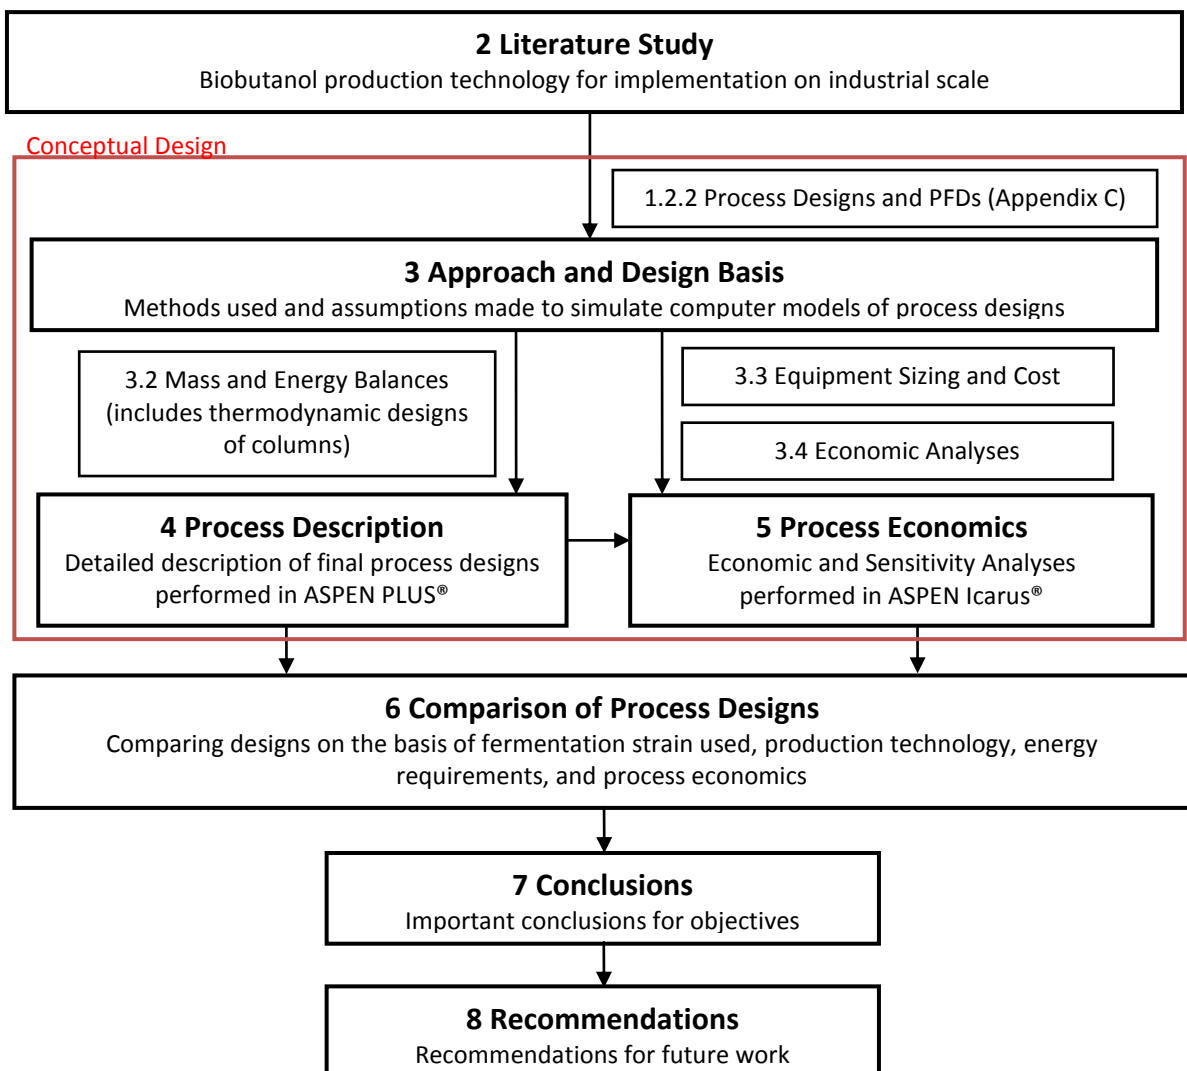 2 Literature Study
Biobutanol production technology for implementation on industrial scale
Conceptual Design
1.2.2 Process Designs and PFDs (Appendix C)
3 Approach and Design Basis
Methods used and assumptions made to simulate computer models of process designs
3.2 Mass and Energy Balances
(includes thermodynamic designs
of columns)
3.3 Equipment Sizing and Cost
3.4 Economic Analyses
4 Process Description
Detailed description of final process designs
performed in ASPEN PLUS®
5 Process Economics
Economic and Sensitivity Analyses
performed in ASPEN Icarus®
6 Comparison of Process Designs
Comparing designs on the basis of fermentation strain used, production technology, energy
requirements, and process economics
7 Conclusions
Important conclusions for objectives
8 Recommendations
Recommendations for future work